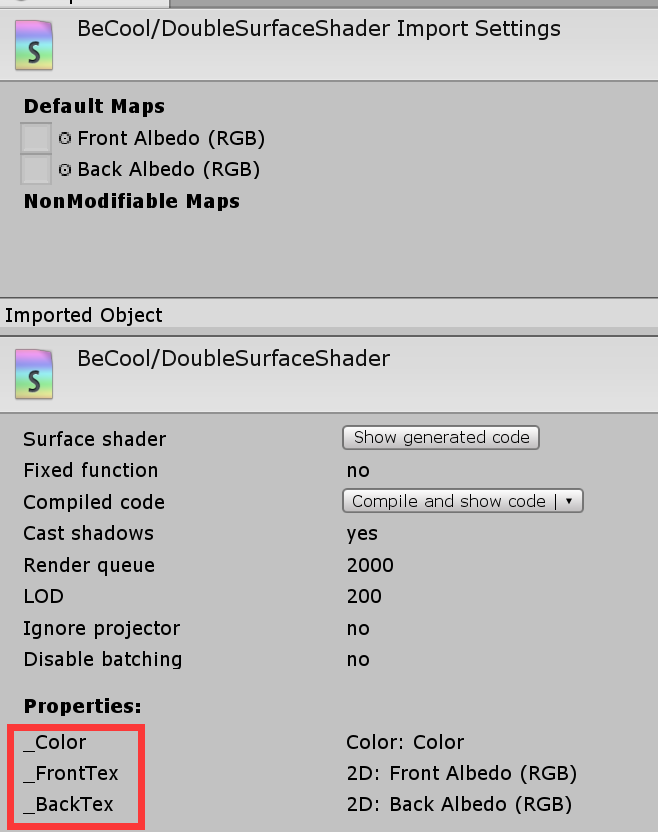 BeCool/DoubleSurfaceShader Import Settings
S
Default Maps
Front Albedo (RGB)
Back Albedo (RGB)
NonModifiable Maps
Imported Object
BeCool/DoubleSurfaceShader
S
Surface shader Show generated code
Fixed function no
Compiled code Compile and show code | ▾
Cast shadows yes
Render queue 2000
LOD 200
Ignore projector no
Disable batching no
Properties:
_Color Color: Color
_FrontTex 2D: Front Albedo (RGB)
_BackTex 2D: Back Albedo (RGB)